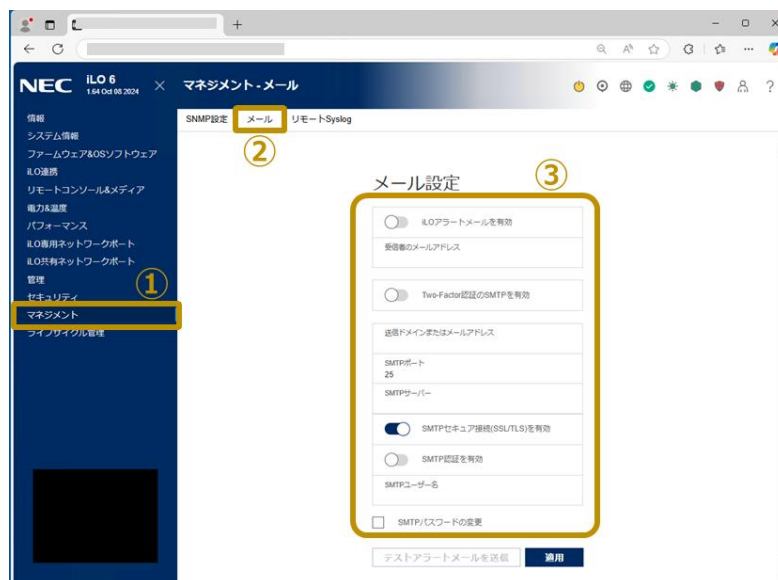 NEC
iLO 6
1.64 Oct 08 2024
マネジメント - メール
情報
システム情報
ファームウェア&OSソフトウェア
iLO連携
リモートコンソール&メディア
電力&温度
パフォーマンス
iLO専用ネットワークポート
iLO共有ネットワークポート
管理
①
セキュリティ
マネジメント
ライフサイクル管理
SNMP設定 メール リモートSyslog
②
メール設定
③
iLOアラートメールを有効
受信者のメールアドレス
Two-Factor認証のSMTPを有効
送信ドメインまたはメールアドレス
SMTPポート
25
SMTPサーバー
SMTPセキュア接続(SSL/TLS)を有効
SMTP認証を有効
SMTPユーザー名
SMTPパスワードの変更
テストアラートメールを送信 適用